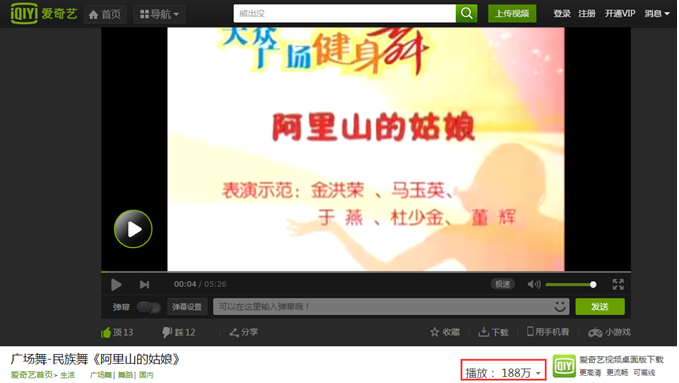 iQIYI 爱奇艺 首页 导航 熊出没 上传视频 登录 注册 开通VIP 消息
大众
广场健身舞
阿里山的姑娘
表演示范：金洪荣 、马玉英、
于 燕 、杜少金、 董 辉
00:04 / 05:26 极速
弹幕 弹幕设置 可以在这里输入弹幕哦！ 发送
顶 13 踩 12 分享 收藏 下载 用手机看 小游戏
广场舞-民族舞《阿里山的姑娘》
爱奇艺首页> 生活 广场舞| 舞蹈| 国内
播放： 188万
爱奇艺视频桌面版下载
更高清 更流畅 可离线